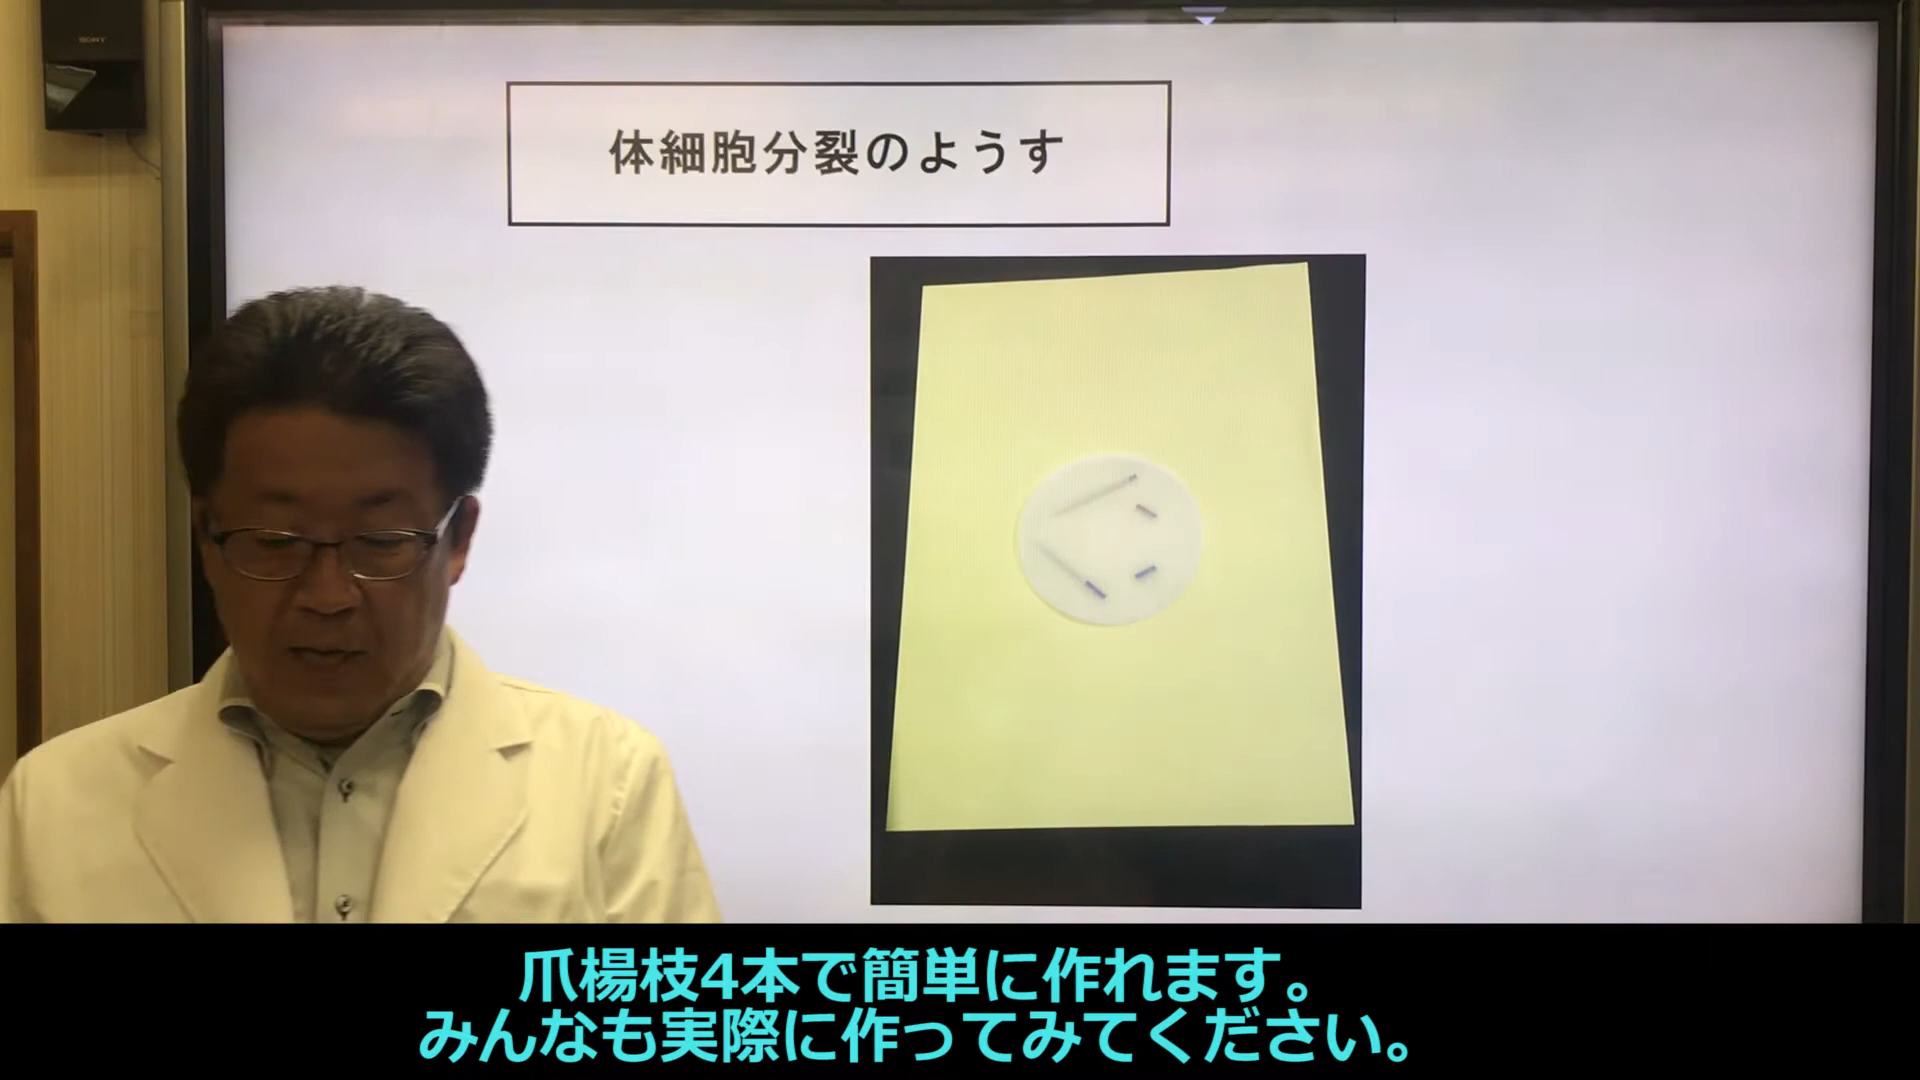 SONY
体細胞分裂のようす
爪楊枝4本で簡単に作れます。
みんなも実際に作ってみてください。